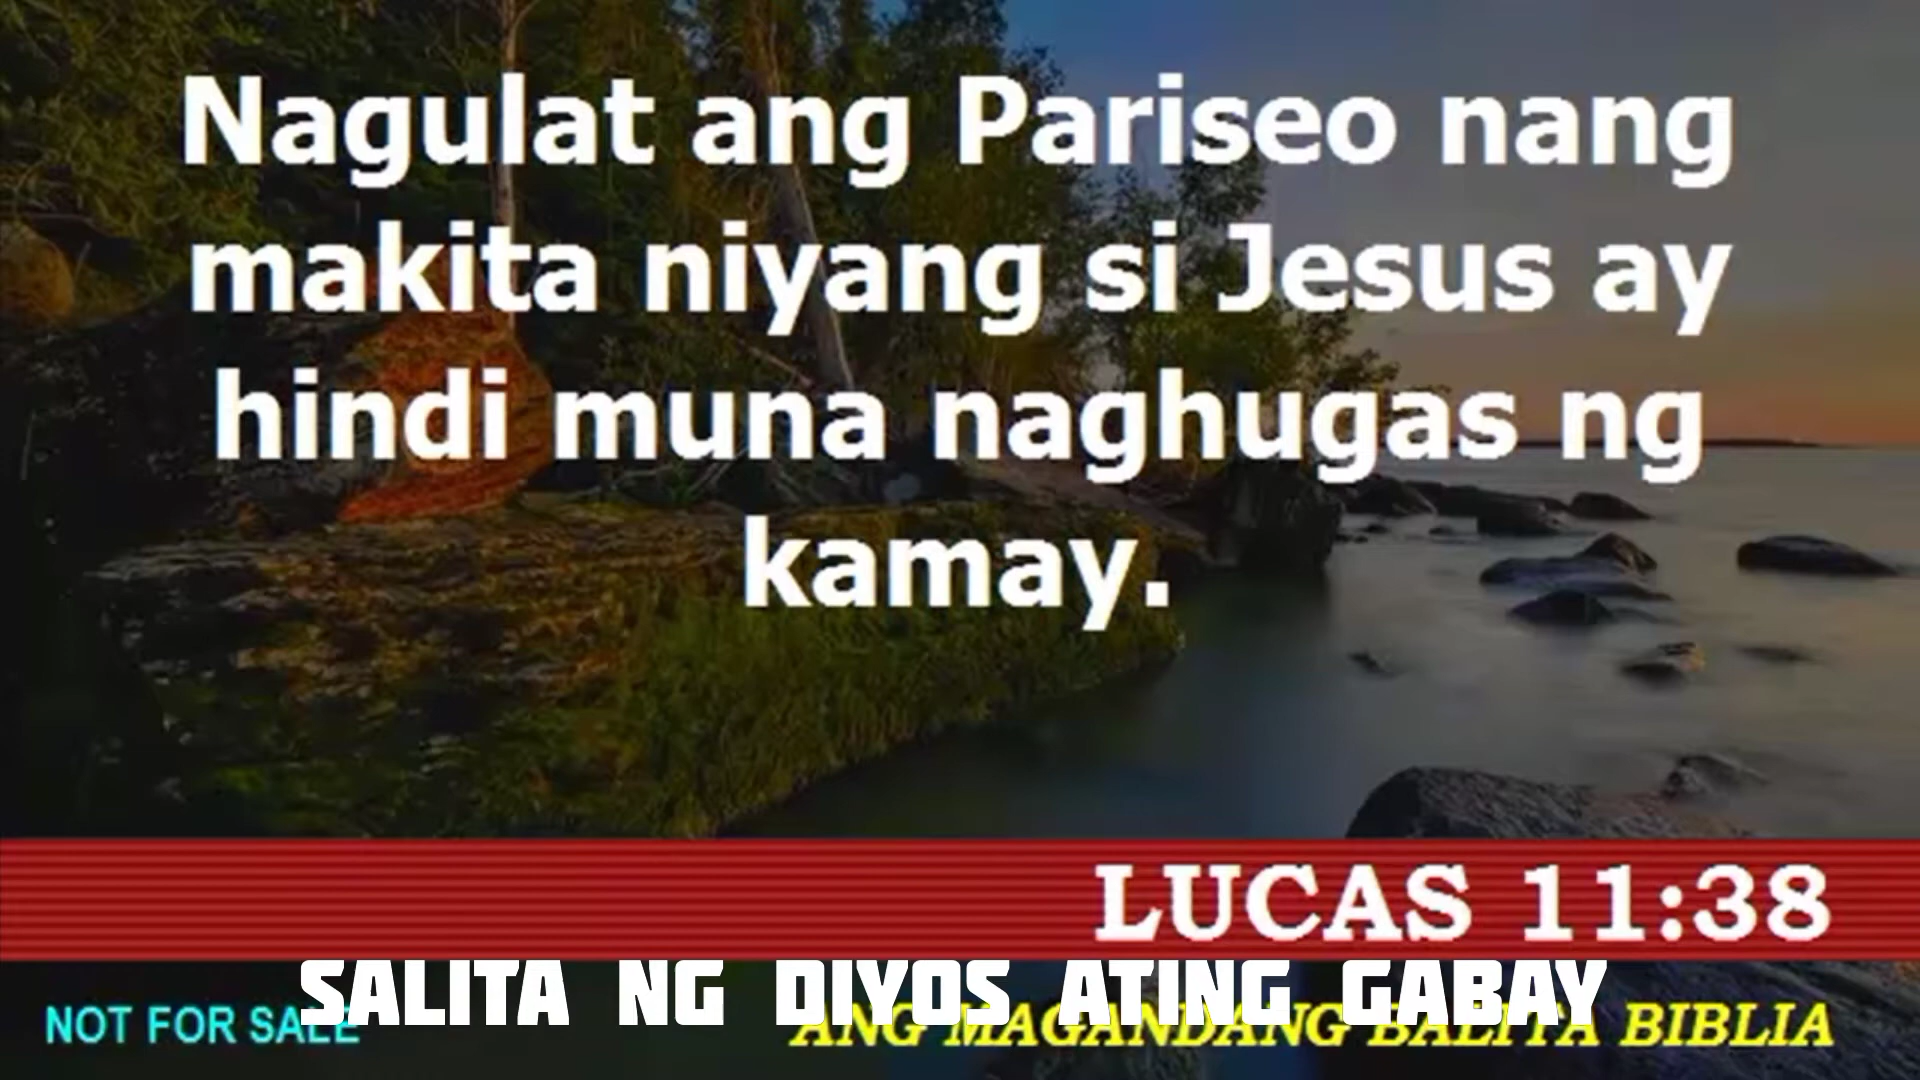 Nagulat ang Pariseo nang
makita niyang si Jesus ay
hindi muna naghugas ng
kamay.
LUCAS 11:38
SALITA NG DIYOS ATING GABAY
NOT FOR SALE
ANG MAGANDANG BALITA BIBLIA